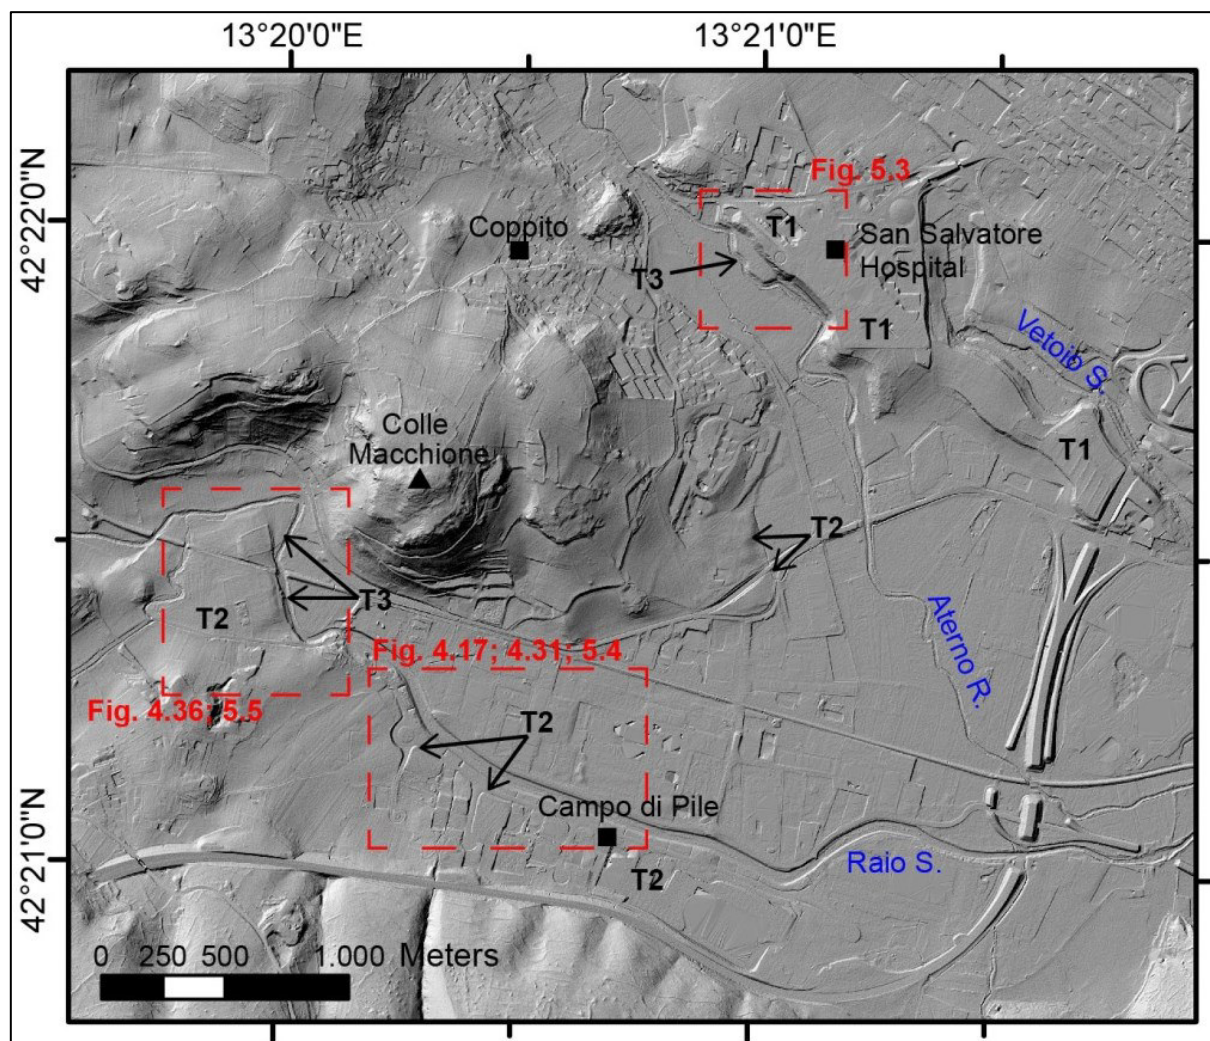 13°20'0"E
13°21'0"E
42°22'0"N
Fig. 5.3
Coppito
T1
San Salvatore
Hospital
T3
T1
Vetoio S.
Colle
Macchione
T1
T2
T3
T2
Aterno R.
Fig. 4.17; 4.31; 5.4
Fig. 4.36; 5.5
T2
Campo di Pile
42°21'0"N
Raio S.
T2
0 250 500 1.000 Meters